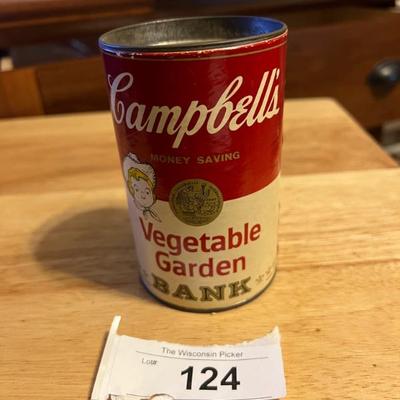 Campbell's
MONEY SAVING
Vegetable
Garden
BANK
The Wisconsin Picker
Lot#
124